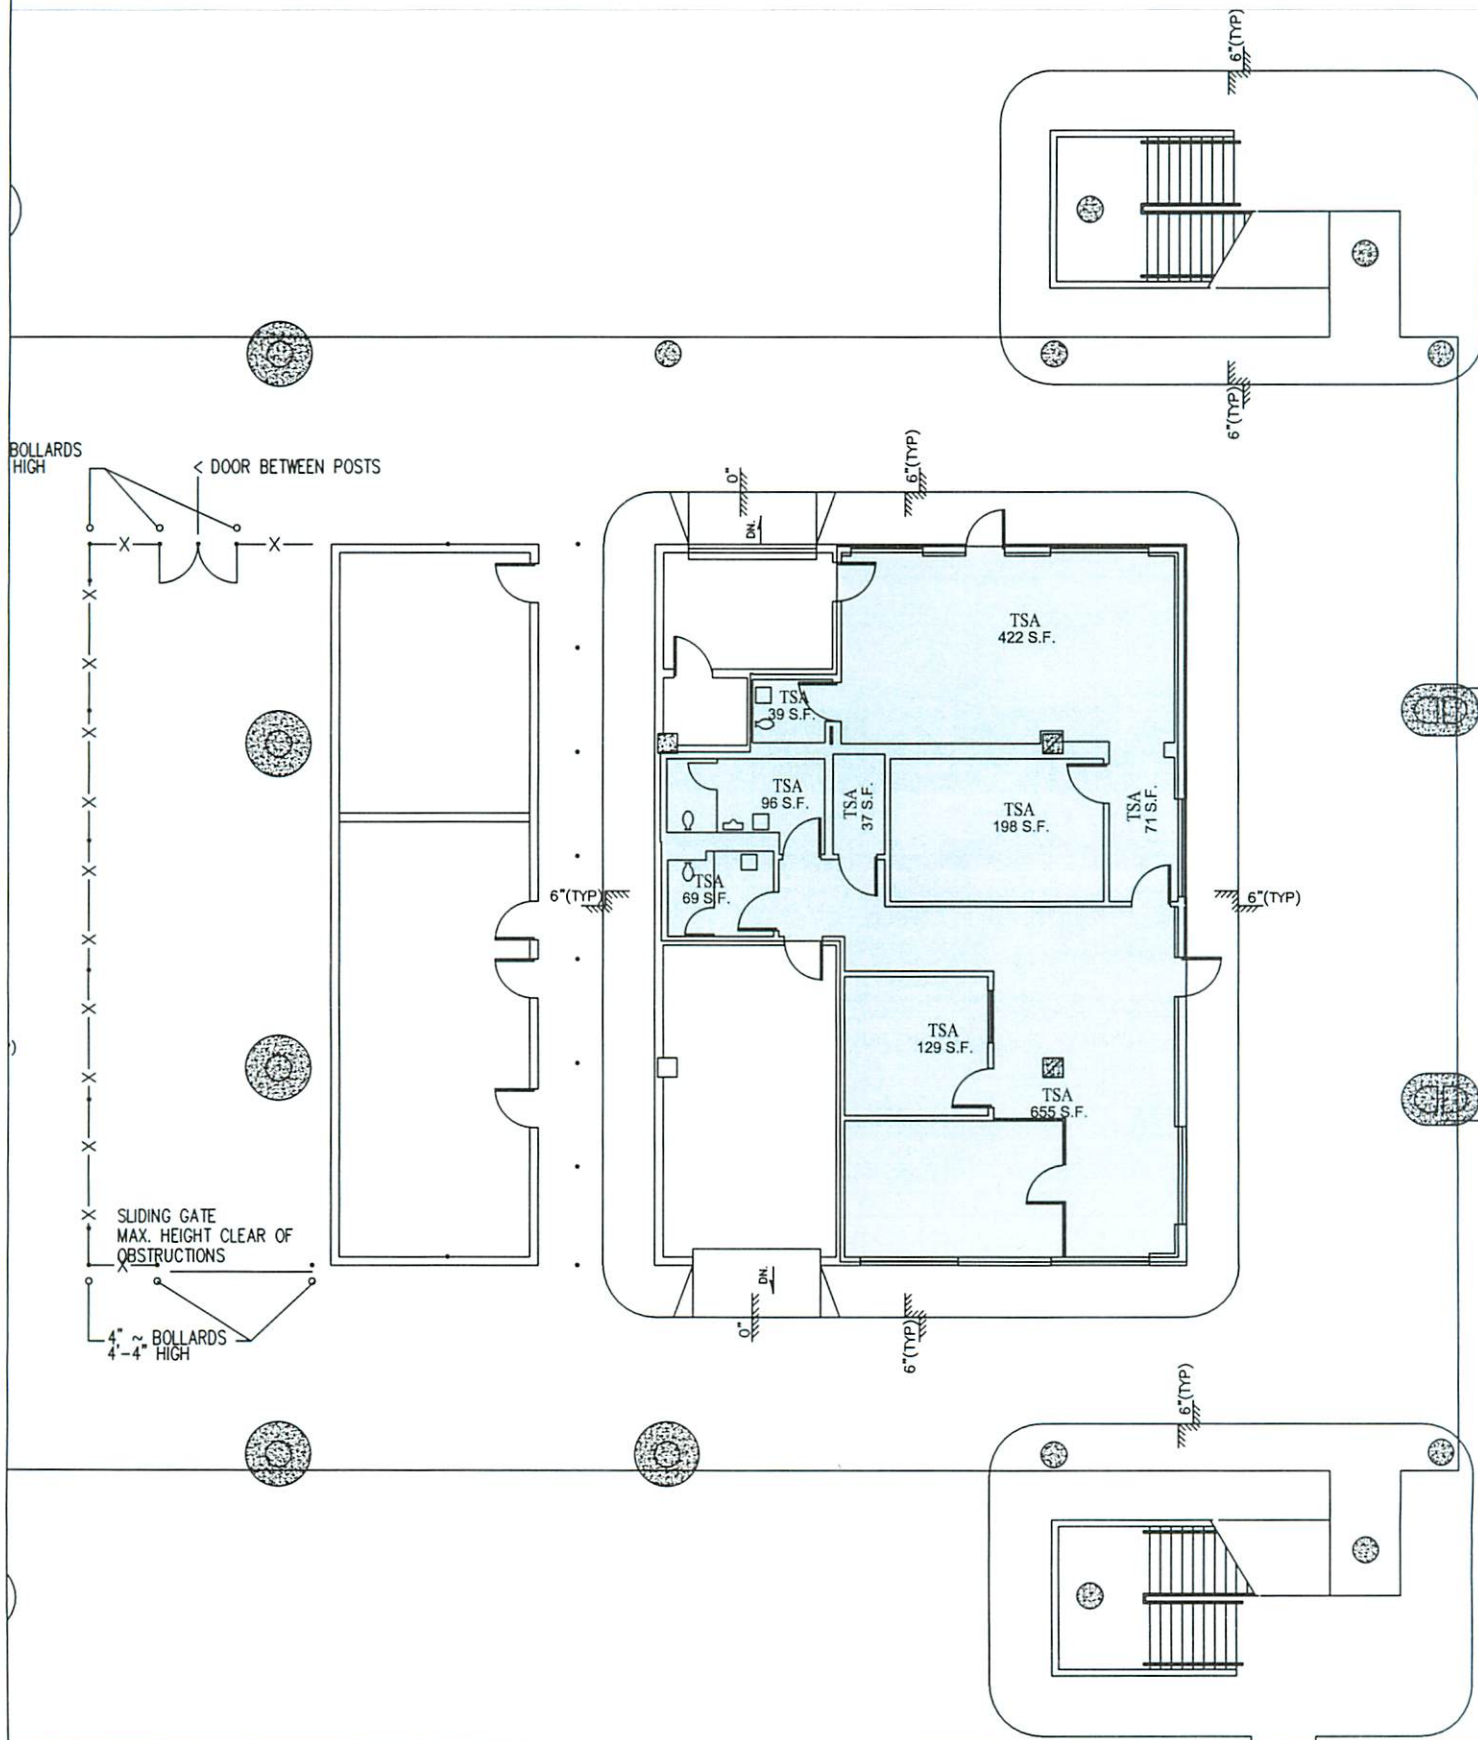 6"(TYP)
6"(TYP)
BOLLARDS
HIGH
< DOOR BETWEEN POSTS
0"
6"(TYP)
DN.
TSA
422 S.F.
TSA
39 S.F.
TSA
96 S.F.
TSA
37 S.F.
TSA
198 S.F.
TSA
71 S.F.
TSA
69 S.F.
6"(TYP)
6"(TYP)
TSA
129 S.F.
)
TSA
655 S.F.
SLIDING GATE
MAX. HEIGHT CLEAR OF
OBSTRUCTIONS
DN.
0"
6"(TYP)
4" ~ BOLLARDS
4'-4" HIGH
6"(TYP)